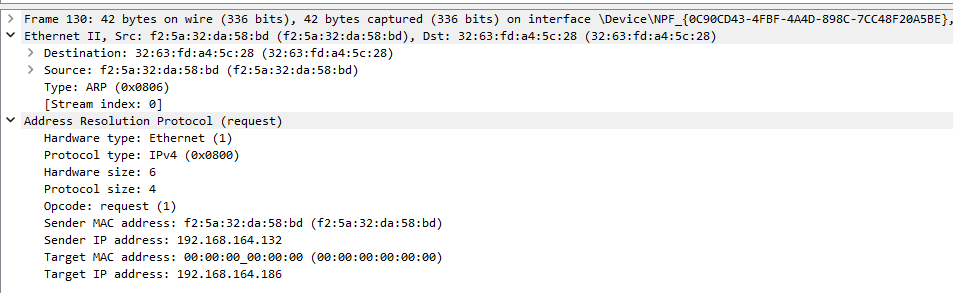 Frame 130: 42 bytes on wire (336 bits), 42 bytes captured (336 bits) on interface \Device\NPF_{0C90CD43-4FBF-4A4D-898C-7CC48F20A5BE},
Ethernet II, Src: f2:5a:32:da:58:bd (f2:5a:32:da:58:bd), Dst: 32:63:fd:a4:5c:28 (32:63:fd:a4:5c:28)
Destination: 32:63:fd:a4:5c:28 (32:63:fd:a4:5c:28)
Source: f2:5a:32:da:58:bd (f2:5a:32:da:58:bd)
Type: ARP (0x0806)
[Stream index: 0]
Address Resolution Protocol (request)
Hardware type: Ethernet (1)
Protocol type: IPv4 (0x0800)
Hardware size: 6
Protocol size: 4
Opcode: request (1)
Sender MAC address: f2:5a:32:da:58:bd (f2:5a:32:da:58:bd)
Sender IP address: 192.168.164.132
Target MAC address: 00:00:00_00:00:00 (00:00:00:00:00:00)
Target IP address: 192.168.164.186